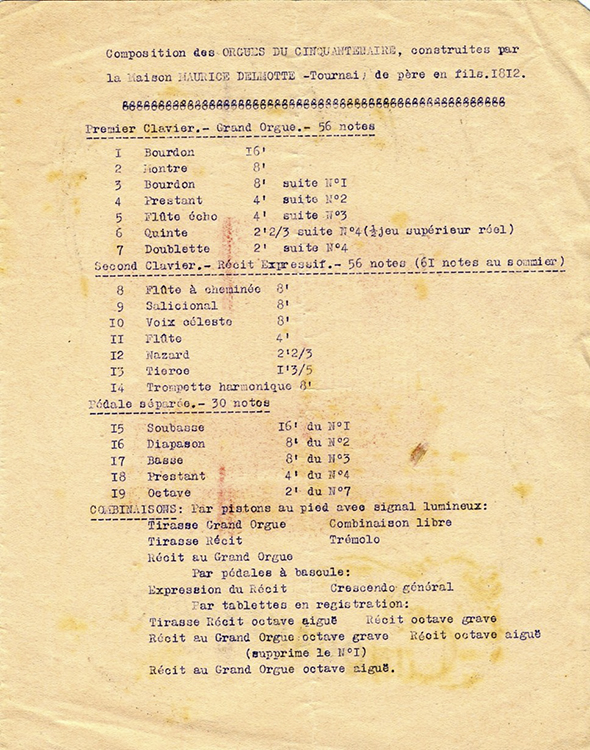 Composition des ORGUES DU CINQUANTENAIRE, construites par
la Maison MAURICE DELMOTTE -Tournai, de père en fils.1812.
Premier Clavier.- Grand Orgue.- 56 notes
I Bourdon I6'
2 Montre 8'
3 Bourdon 8' suite N°I
4 Prestant 4' suite N°2
5 Flûte écho 4' suite N°3
6 Quinte 2'2/3 suite N°4(½jeu supérieur réel)
7 Doublette 2' suite N°4
Second Clavier.- Récit Expressif.- 56 notes (6I notes au sommier)
8 Flûte à cheminée 8'
9 Salicional 8'
IO Voix céleste 8'
II Flûte 4'
I2 Nazard 2'2/3
I3 Tierce I'3/5
I4 Trompette harmonique 8'
Pédale séparée.- 30 notes
I5 Soubasse I6' du N°I
I6 Diapason 8' du N°2
I7 Basse 8' du N°3
I8 Prestant 4' du N°4
I9 Octave 2' du N°7
COMBINAISONS: Par pistons au pied avec signal lumineux:
Tirasse Grand Orgue Combinaison libre
Tirasse Récit Trémolo
Récit au Grand Orgue
Par pédales à bascule:
Expression du Récit Crescendo général
Par tablettes en registration:
Tirasse Récit octave aiguë Récit octave grave
Récit au Grand Orgue octave grave Récit octave aiguë
(supprime le N°I)
Récit au Grand Orgue octave aiguë.